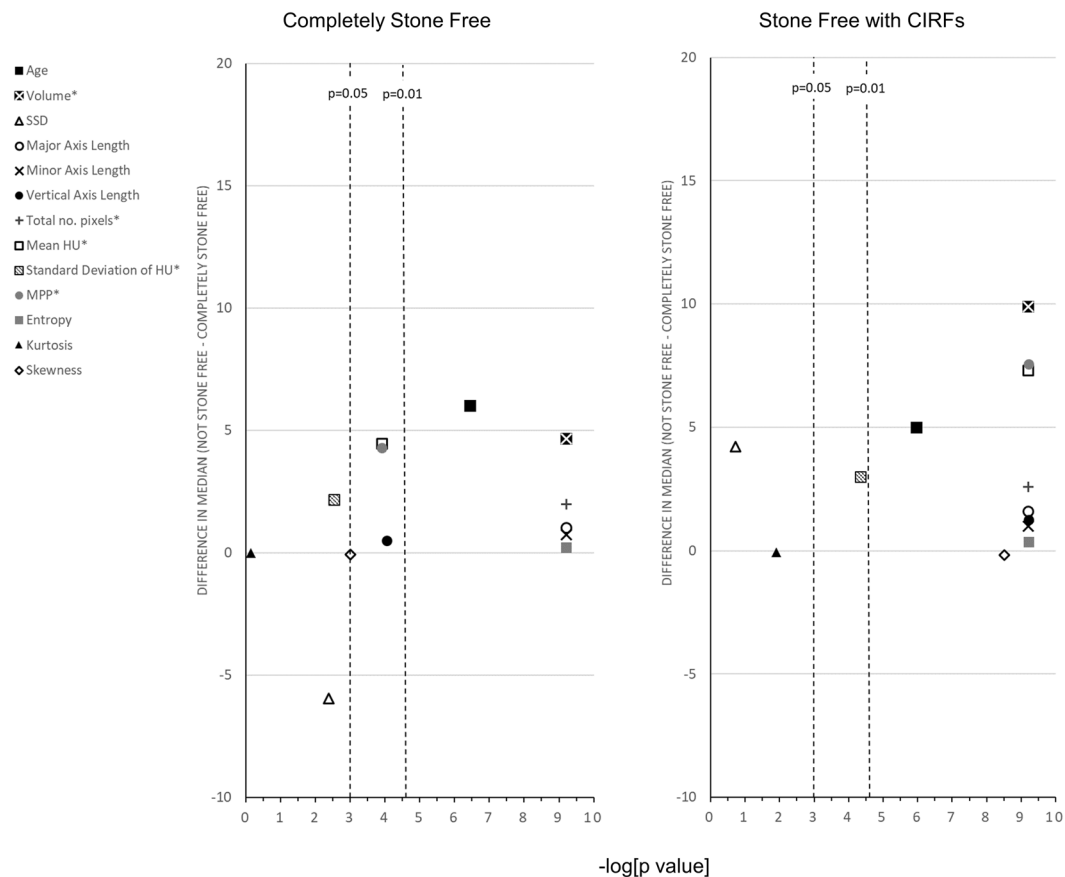 Completely Stone Free
Stone Free with CIRFs
Age
Volume*
SSD
Major Axis Length
Minor Axis Length
Vertical Axis Length
Total no. pixels*
Mean HU*
Standard Deviation of HU*
MPP*
Entropy
Kurtosis
Skewness
DIFFERENCE IN MEDIAN (NOT STONE FREE - COMPLETELY STONE FREE)
20
15
10
5
0
-5
-10
p=0.05
p=0.01
0 1 2 3 4 5 6 7 8 9 10
DIFFERENCE IN MEDIAN (NOT STONE FREE - COMPLETELY STONE FREE)
20
15
10
5
0
-5
-10
p=0.05
p=0.01
0 1 2 3 4 5 6 7 8 9 10
-log[p value]